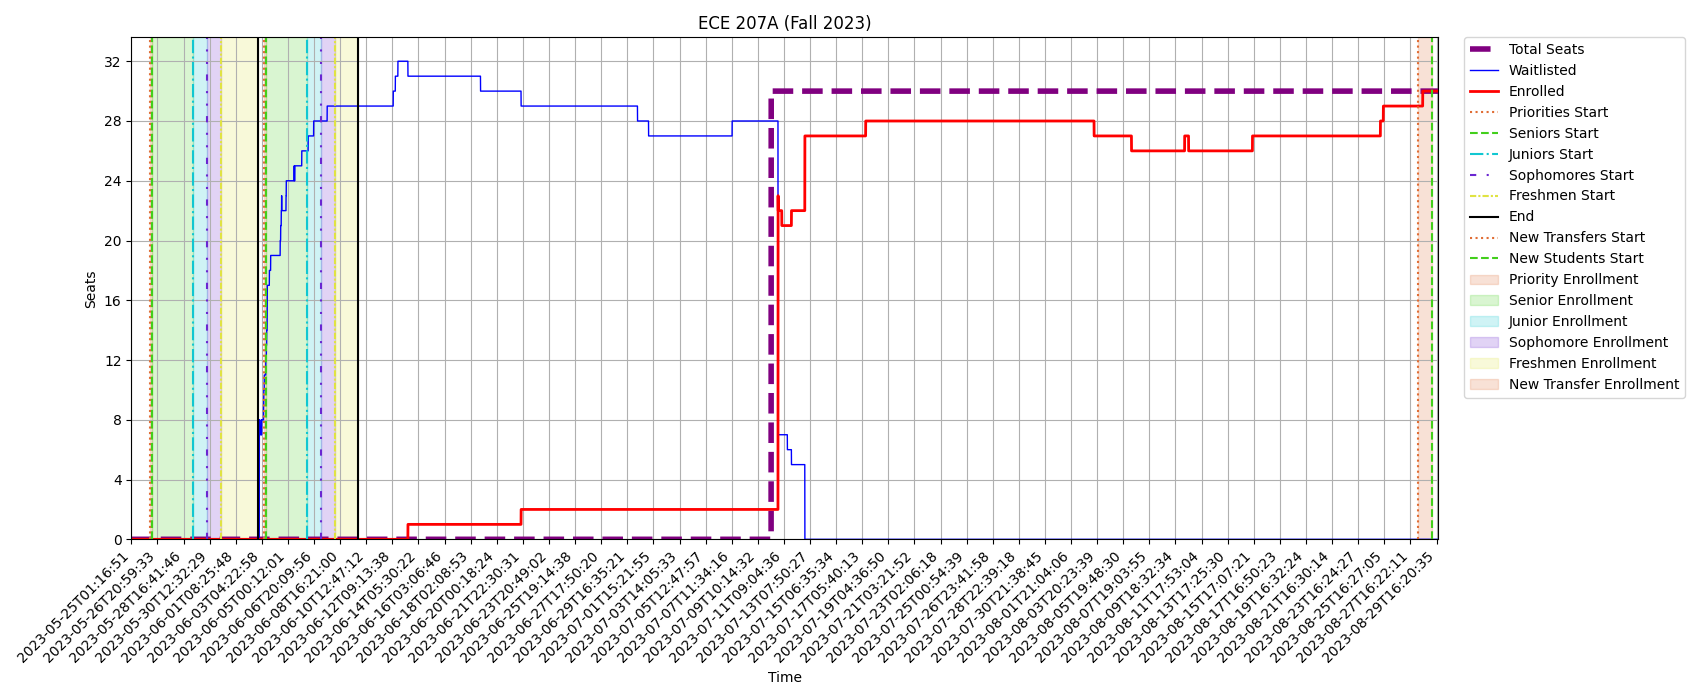 ECE 207A (Fall 2023)
Seats
32
28
24
20
16
12
8
4
0
2023-05-25T01:16:51
2023-05-26T20:59:33
2023-05-28T16:41:46
2023-05-30T12:32:29
2023-06-01T08:25:48
2023-06-03T04:22:58
2023-06-05T00:12:01
2023-06-06T20:09:56
2023-06-08T16:21:00
2023-06-10T12:47:12
2023-06-12T09:13:38
2023-06-14T05:30:22
2023-06-16T03:06:46
2023-06-18T02:08:53
2023-06-20T00:18:24
2023-06-21T22:30:31
2023-06-23T20:49:02
2023-06-25T19:14:38
2023-06-27T17:50:20
2023-06-29T16:35:21
2023-07-01T15:21:55
2023-07-03T14:05:33
2023-07-05T12:47:57
2023-07-07T11:34:16
2023-07-09T10:14:32
2023-07-11T09:04:36
2023-07-13T07:50:27
2023-07-15T06:35:34
2023-07-17T05:40:13
2023-07-19T04:36:50
2023-07-21T03:21:52
2023-07-23T02:06:18
2023-07-25T00:54:39
2023-07-26T23:41:58
2023-07-28T22:39:18
2023-07-30T21:38:45
2023-08-01T21:04:06
2023-08-03T20:23:39
2023-08-05T19:48:30
2023-08-07T19:03:55
2023-08-09T18:32:34
2023-08-11T17:53:04
2023-08-13T17:25:30
2023-08-15T17:07:21
2023-08-17T16:50:23
2023-08-19T16:32:24
2023-08-21T16:30:14
2023-08-23T16:24:27
2023-08-25T16:27:05
2023-08-27T16:22:11
2023-08-29T16:20:35
Time
Total Seats
Waitlisted
Enrolled
Priorities Start
Seniors Start
Juniors Start
Sophomores Start
Freshmen Start
End
New Transfers Start
New Students Start
Priority Enrollment
Senior Enrollment
Junior Enrollment
Sophomore Enrollment
Freshmen Enrollment
New Transfer Enrollment